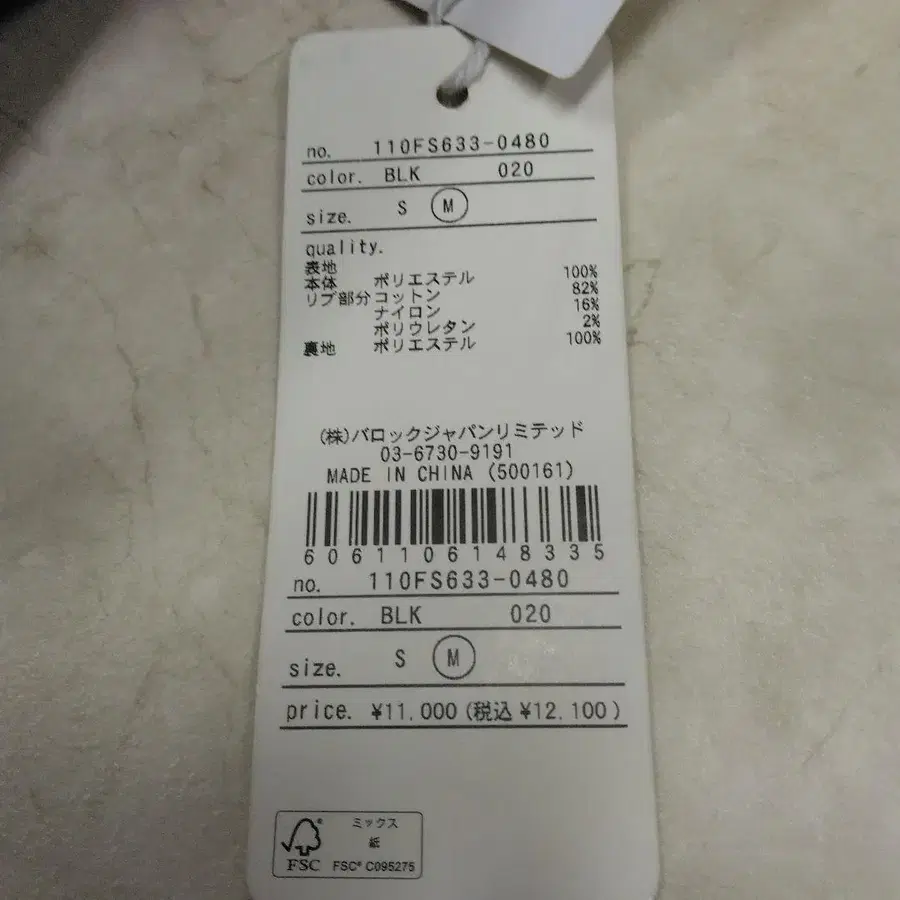 no. 110FS633-0480
color. BLK 020
size. S M
quality.
表地
本体 ポリエステル 100%
リブ部分 コットン 82%
ナイロン 16%
ポリウレタン 2%
裏地 ポリエステル 100%
(株)バロックジャパンリミテッド
03-6730-9191
MADE IN CHINA (500161)
6061106148335
no. 110FS633-0480
color. BLK 020
size. S M
price. ¥11.000 (税込 ¥12.100)
ミックス
紙
FSC FSC® C095275